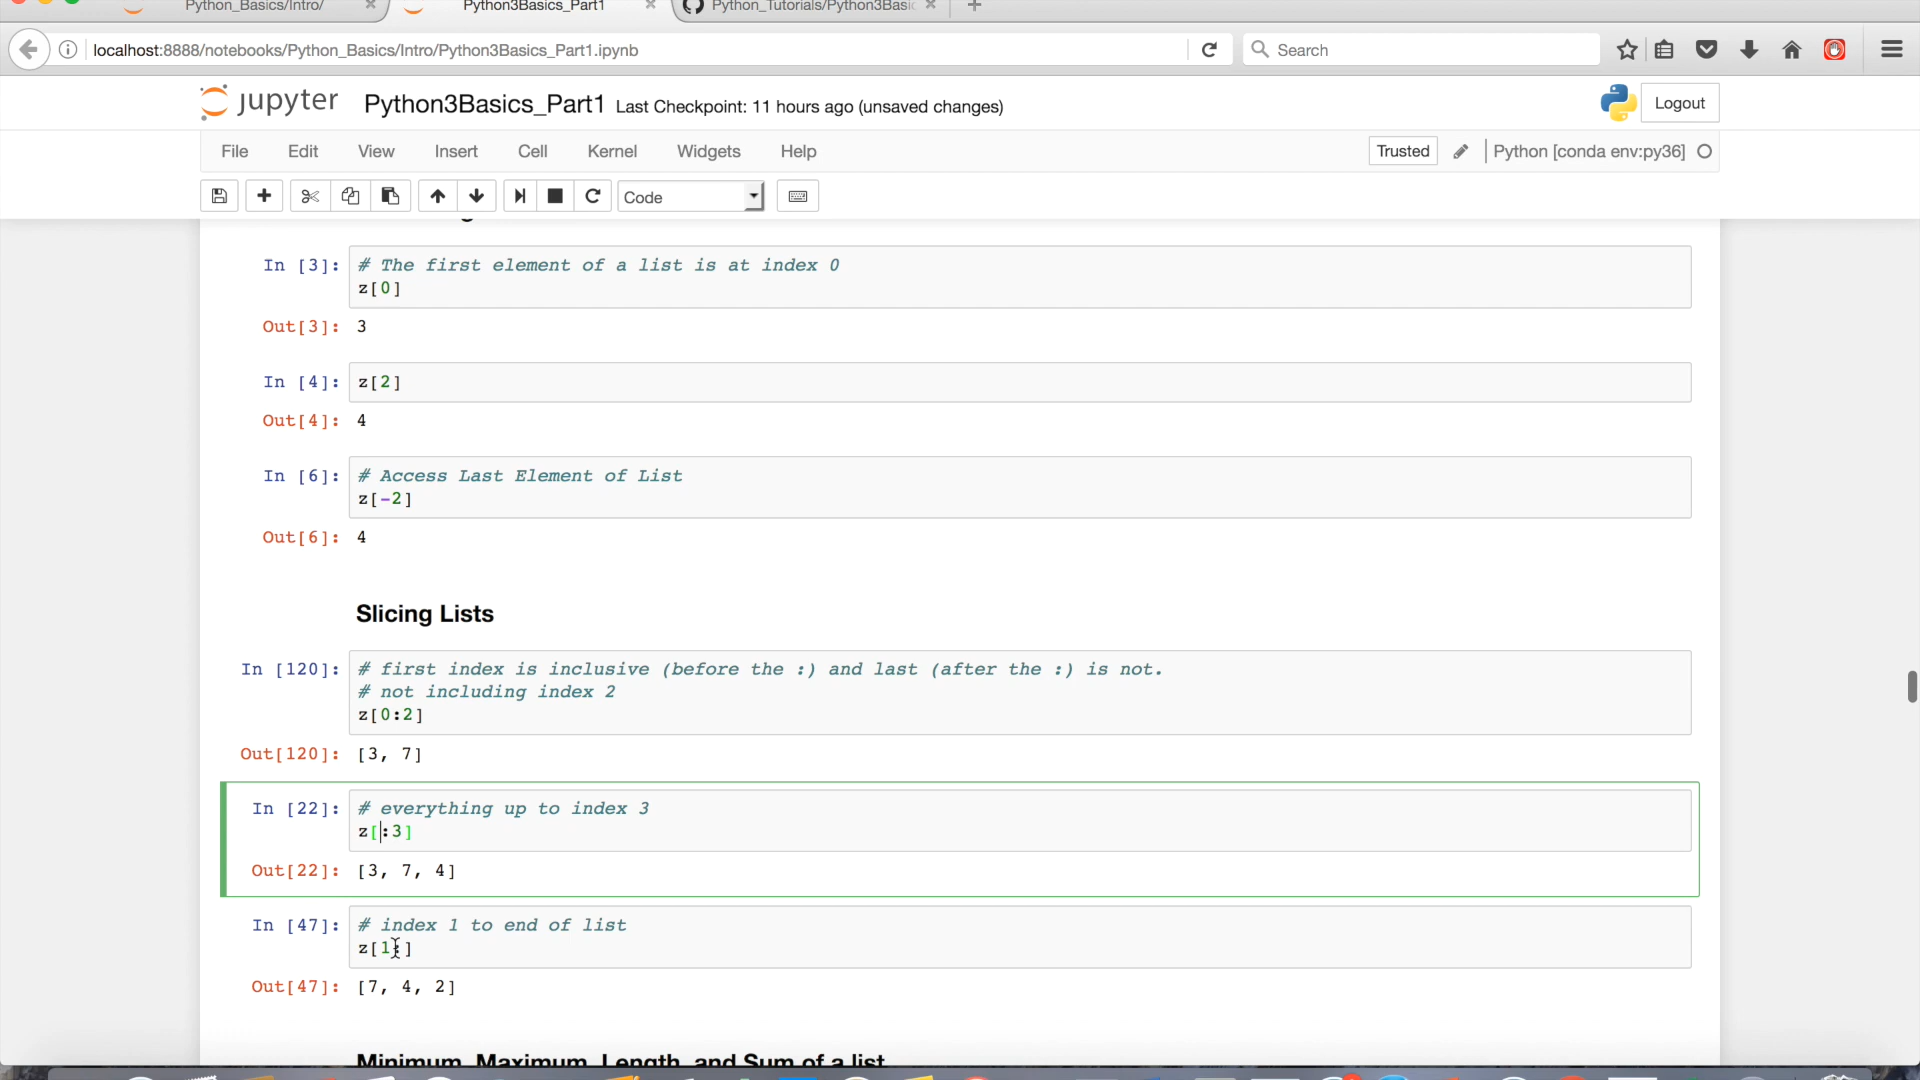 Python_Basics/Intro/
Python3Basics_Part1
Python_Tutorials/Python3Basic
localhost:8888/notebooks/Python_Basics/Intro/Python3Basics_Part1.ipynb
Search
jupyter Python3Basics_Part1 Last Checkpoint: 11 hours ago (unsaved changes)
Logout
File Edit View Insert Cell Kernel Widgets Help
Trusted
Python [conda env:py36]
Code
In [3]: # The first element of a list is at index 0
z[0]
Out[3]: 3
In [4]: z[2]
Out[4]: 4
In [6]: # Access Last Element of List
z[-2]
Out[6]: 4
Slicing Lists
In [120]: # first index is inclusive (before the :) and last (after the :) is not.
# not including index 2
z[0:2]
Out[120]: [3, 7]
In [22]: # everything up to index 3
z[:3]
Out[22]: [3, 7, 4]
In [47]: # index 1 to end of list
z[1:]
Out[47]: [7, 4, 2]
Minimum, Maximum, Length, and Sum of a list